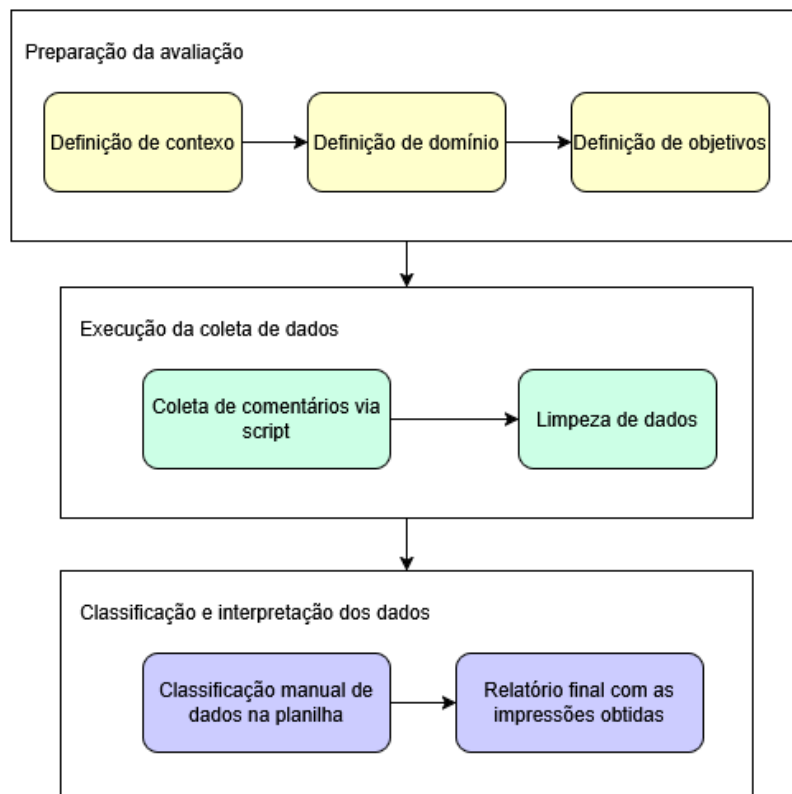 Preparação da avaliação
Definição de contexo
Definição de domínio
Definição de objetivos
Execução da coleta de dados
Coleta de comentários via
script
Limpeza de dados
Classificação e interpretação dos dados
Classificação manual de
dados na planilha
Relatório final com as
impressões obtidas